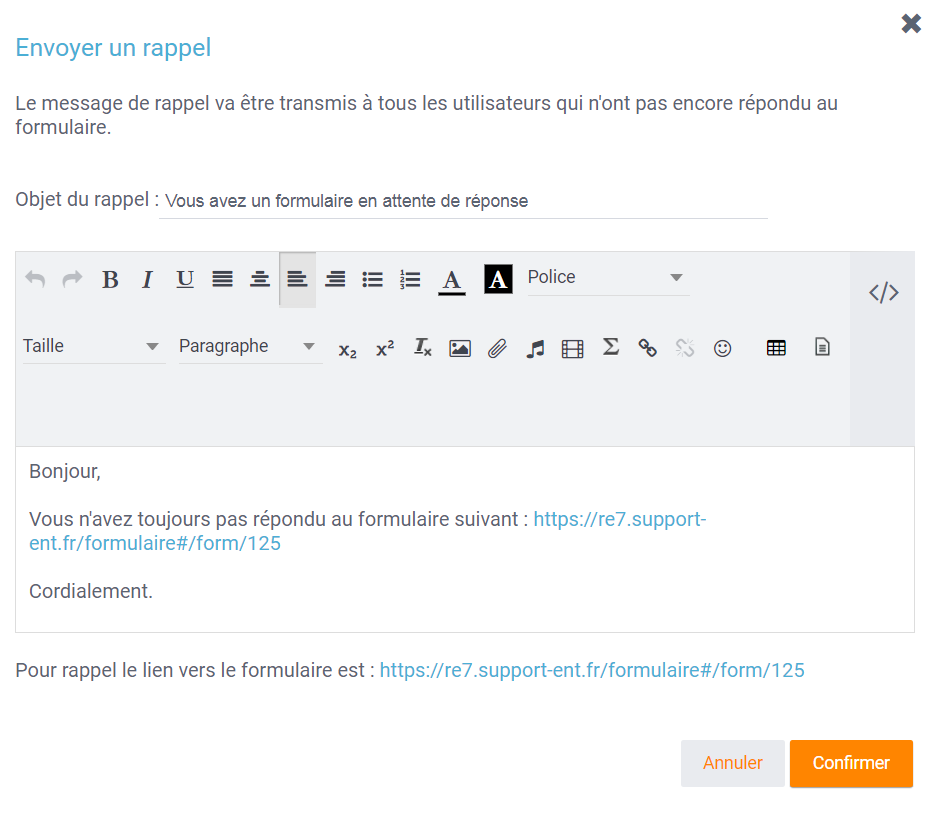 Envoyer un rappel
Le message de rappel va être transmis à tous les utilisateurs qui n'ont pas encore répondu au
formulaire.
Objet du rappel : Vous avez un formulaire en attente de réponse
B I U A A Police
</>
Taille Paragraphe x₂ x² Tx Σ
Bonjour,
Vous n'avez toujours pas répondu au formulaire suivant : https://re7.support-
ent.fr/formulaire#/form/125
Cordialement.
Pour rappel le lien vers le formulaire est : https://re7.support-ent.fr/formulaire#/form/125
Annuler Confirmer